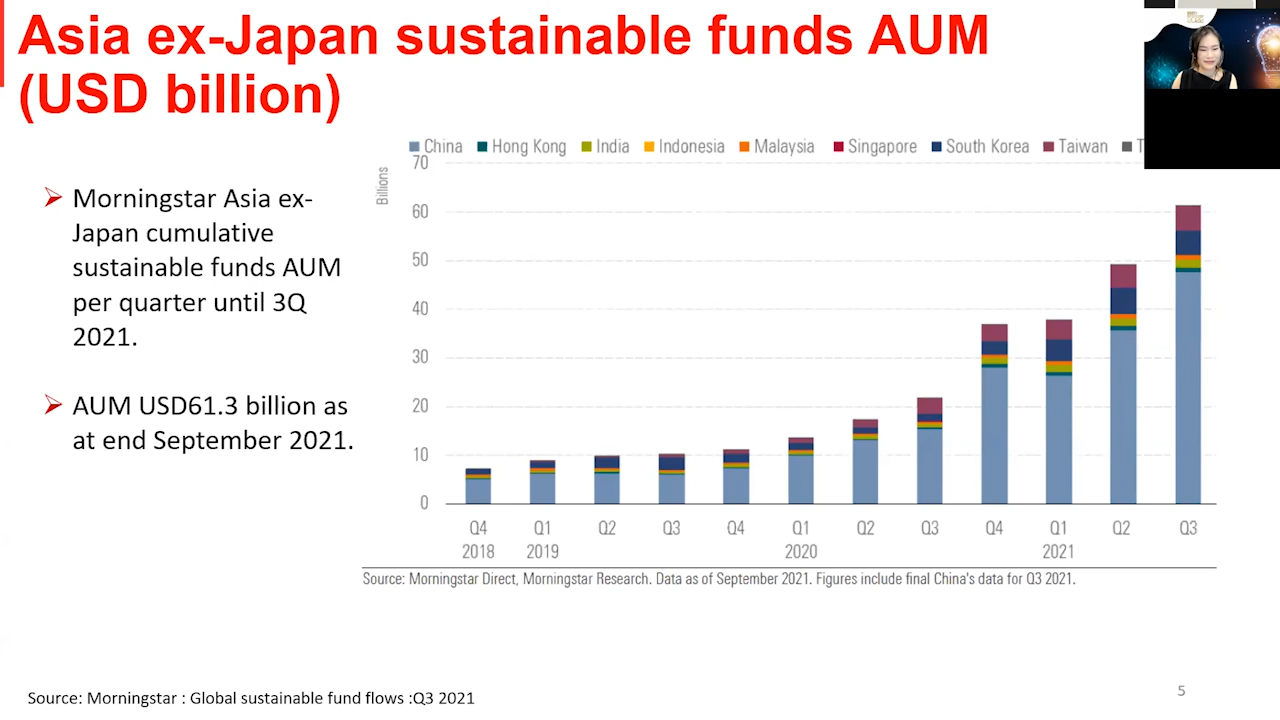 Asia ex-Japan sustainable funds AUM
(USD billion)
Morningstar Asia ex-
Japan cumulative
sustainable funds AUM
per quarter until 3Q
2021.
AUM USD61.3 billion as
at end September 2021.
China Hong Kong India Indonesia Malaysia Singapore South Korea Taiwan T
Billions
70
60
50
40
30
20
10
0
Q4 Q1 Q2 Q3 Q4 Q1 Q2 Q3 Q4 Q1 Q2 Q3
2018 2019 2020 2021
Source: Morningstar Direct, Morningstar Research. Data as of September 2021. Figures include final China's data for Q3 2021.
Source: Morningstar : Global sustainable fund flows :Q3 2021
5